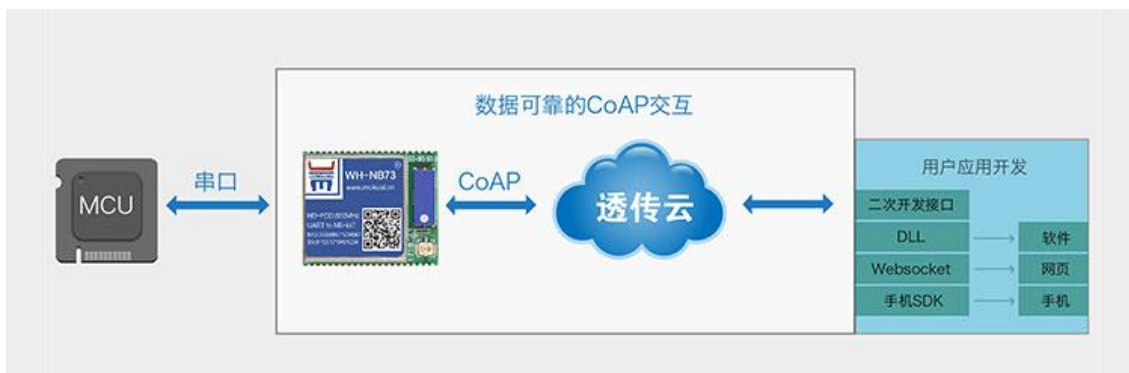 数据可靠的CoAP交互
MCU
串口
WH-NB73
CoAP
透传云
用户应用开发
二次开发接口
DLL
软件
Websocket
网页
手机SDK
手机